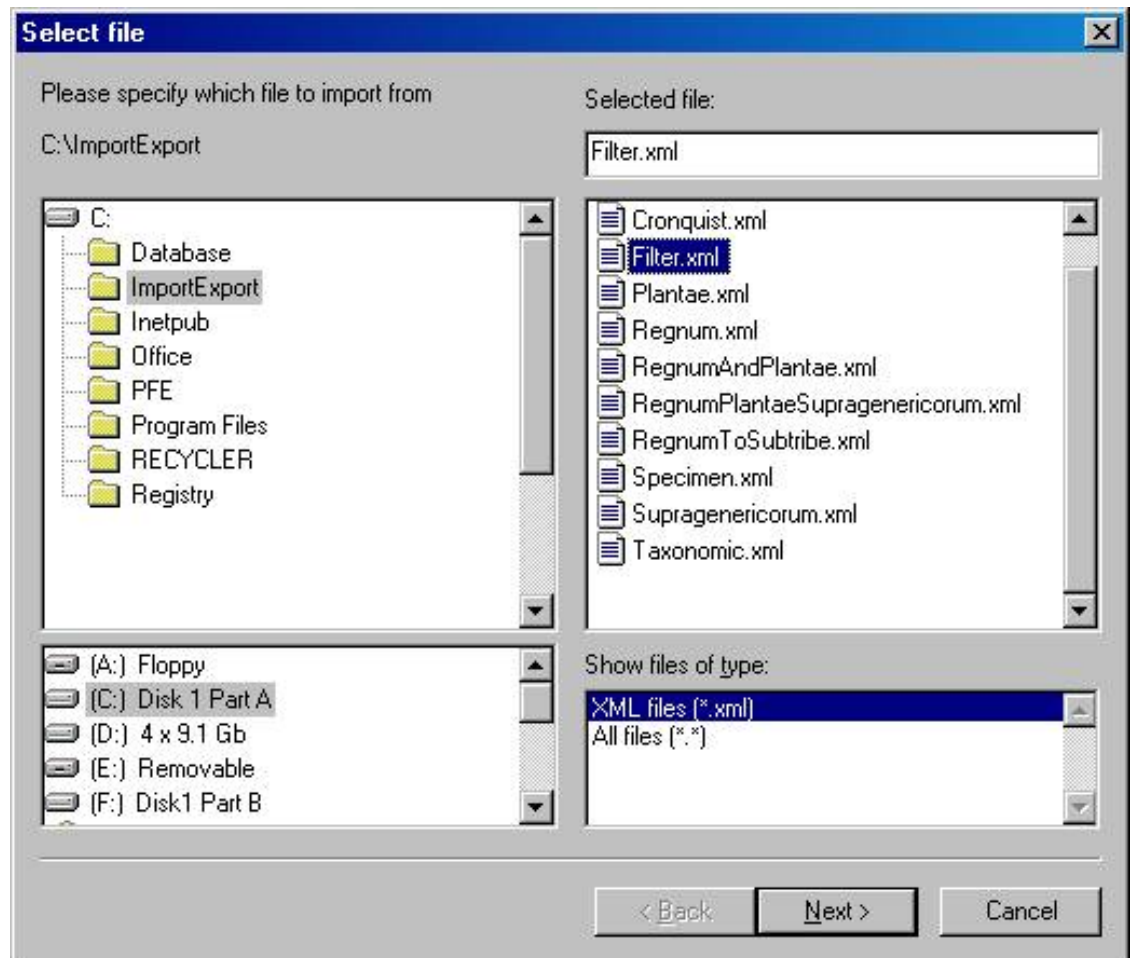 Select file
Please specify which file to import from
C:\ImportExport
C:
Database
ImportExport
Inetpub
Office
PFE
Program Files
RECYCLER
Registry
(A:) Floppy
(C:) Disk 1 Part A
(D:) 4 x 9.1 Gb
(E:) Removable
(F:) Disk1 Part B
Selected file:
Filter.xml
Cronquist.xml
Filter.xml
Plantae.xml
Regnum.xml
RegnumAndPlantae.xml
RegnumPlantaeSupragenericorum.xml
RegnumToSubtribe.xml
Specimen.xml
Supragenericorum.xml
Taxonomic.xml
Show files of type:
XML files (*.xml)
All files (*.*)
< Back
Next >
Cancel